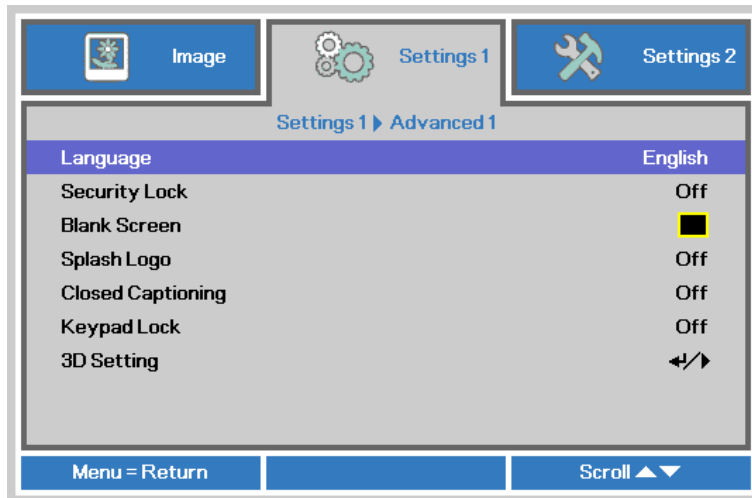 Image
Settings 1
Settings 2
Settings 1 ▶ Advanced 1
Language English
Security Lock Off
Blank Screen
Splash Logo Off
Closed Captioning Off
Keypad Lock Off
3D Setting ↵/▶
Menu = Return
Scroll ▲▼